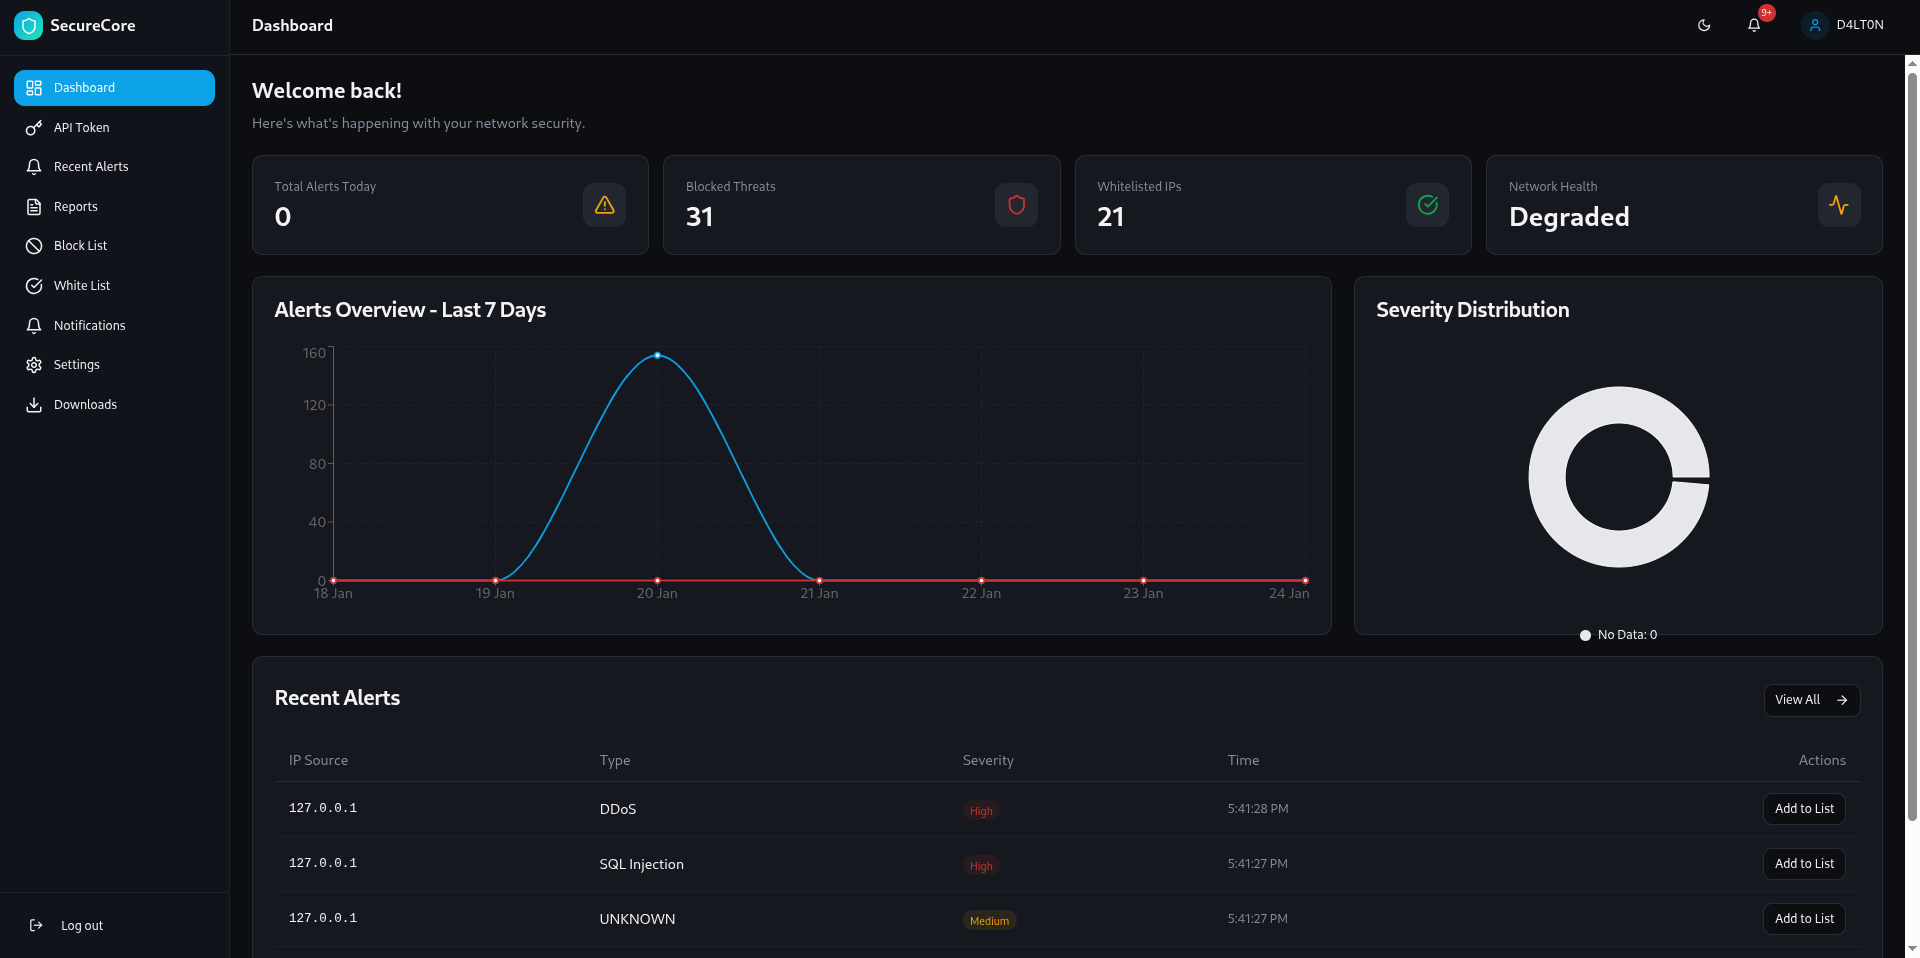 SecureCore
Dashboard
9+
D4LT0N
Dashboard
API Token
Recent Alerts
Reports
Block List
White List
Notifications
Settings
Downloads
Log out
Welcome back!
Here's what's happening with your network security.
Total Alerts Today
0
Blocked Threats
31
Whitelisted IPs
21
Network Health
Degraded
Alerts Overview - Last 7 Days
160
120
80
40
0
18 Jan 19 Jan 20 Jan 21 Jan 22 Jan 23 Jan 24 Jan
Severity Distribution
No Data: 0
Recent Alerts
View All
IP Source Type Severity Time Actions
127.0.0.1 DDoS High 5:41:28 PM Add to List
127.0.0.1 SQL Injection High 5:41:27 PM Add to List
127.0.0.1 UNKNOWN Medium 5:41:27 PM Add to List